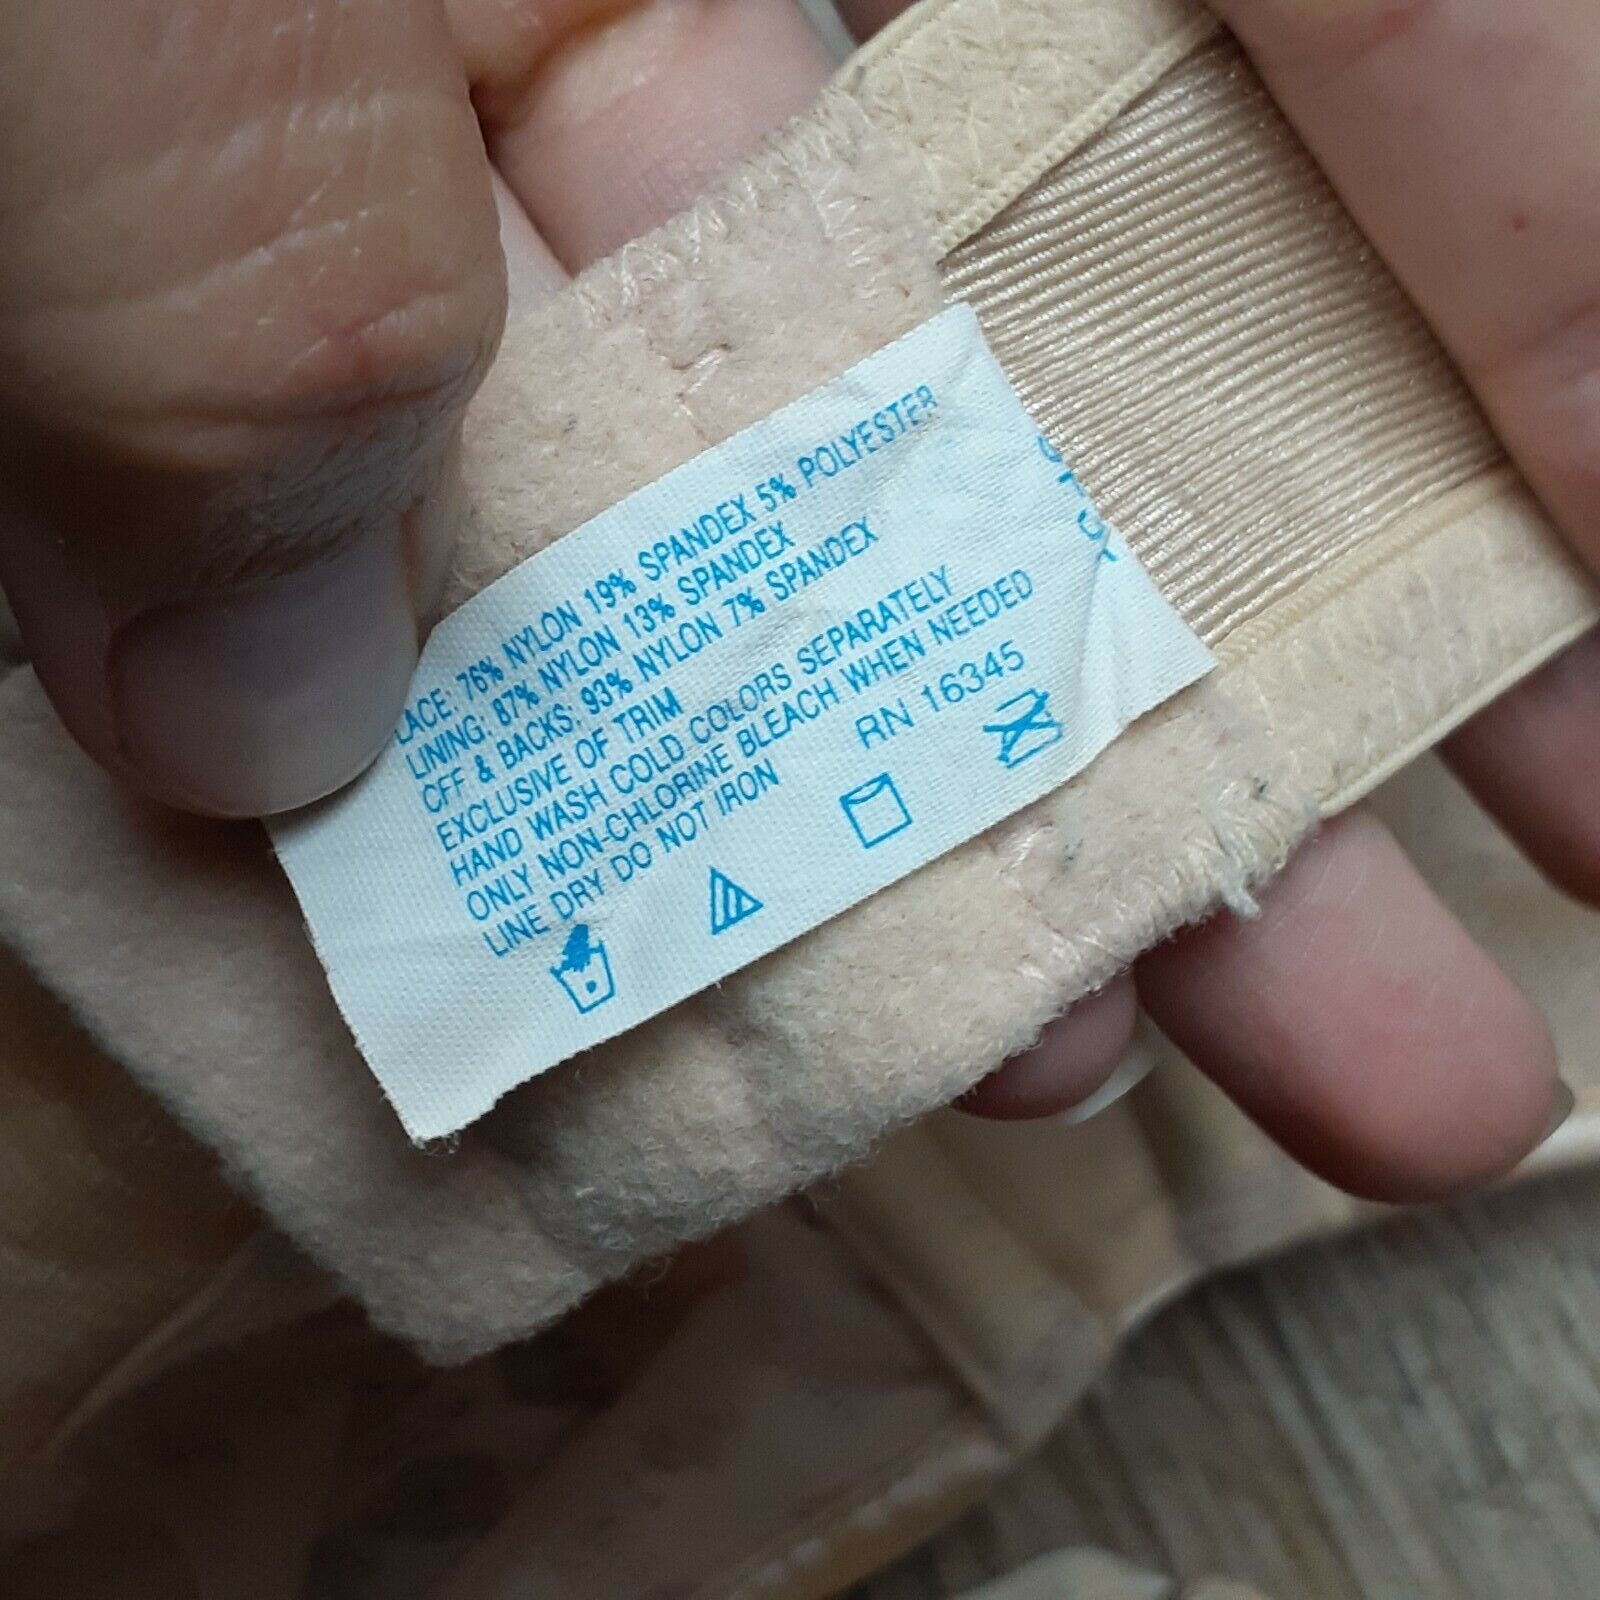 LACE: 76% NYLON 19% SPANDEX 5% POLYESTER
LINING: 87% NYLON 13% SPANDEX
CFF & BACKS: 93% NYLON 7% SPANDEX
EXCLUSIVE OF TRIM
HAND WASH COLD COLORS SEPARATELY
ONLY NON-CHLORINE BLEACH WHEN NEEDED
LINE DRY DO NOT IRON
RN 16345